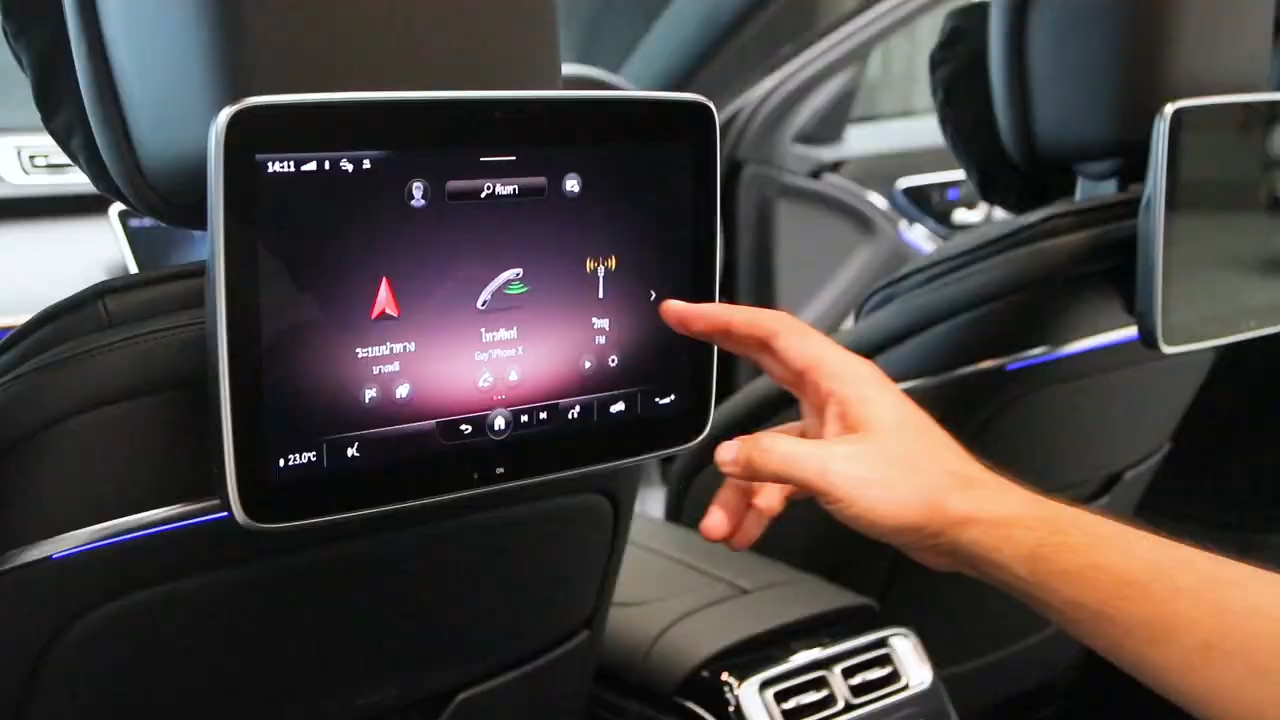 14:11
ค้นหา
ระบบนำทาง
บางพลี
โทรศัพท์
Guy'iPhone X
วิทยุ
FM
23.0°C
ON